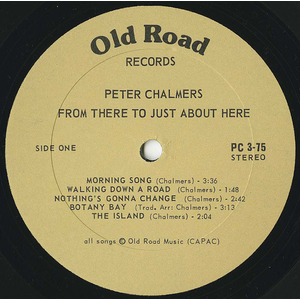 Old Road
RECORDS
PETER CHALMERS
FROM THERE TO JUST ABOUT HERE
SIDE ONE
PC 3-75
STEREO
MORNING SONG (Chalmers) - 3:36
WALKING DOWN A ROAD (Chalmers) - 1:48
NOTHING'S GONNA CHANGE (Chalmers) - 2:42
BOTANY BAY (Trad. Arr: Chalmers) - 3:13
THE ISLAND (Chalmers) - 2:04
all songs © Old Road Music (CAPAC)